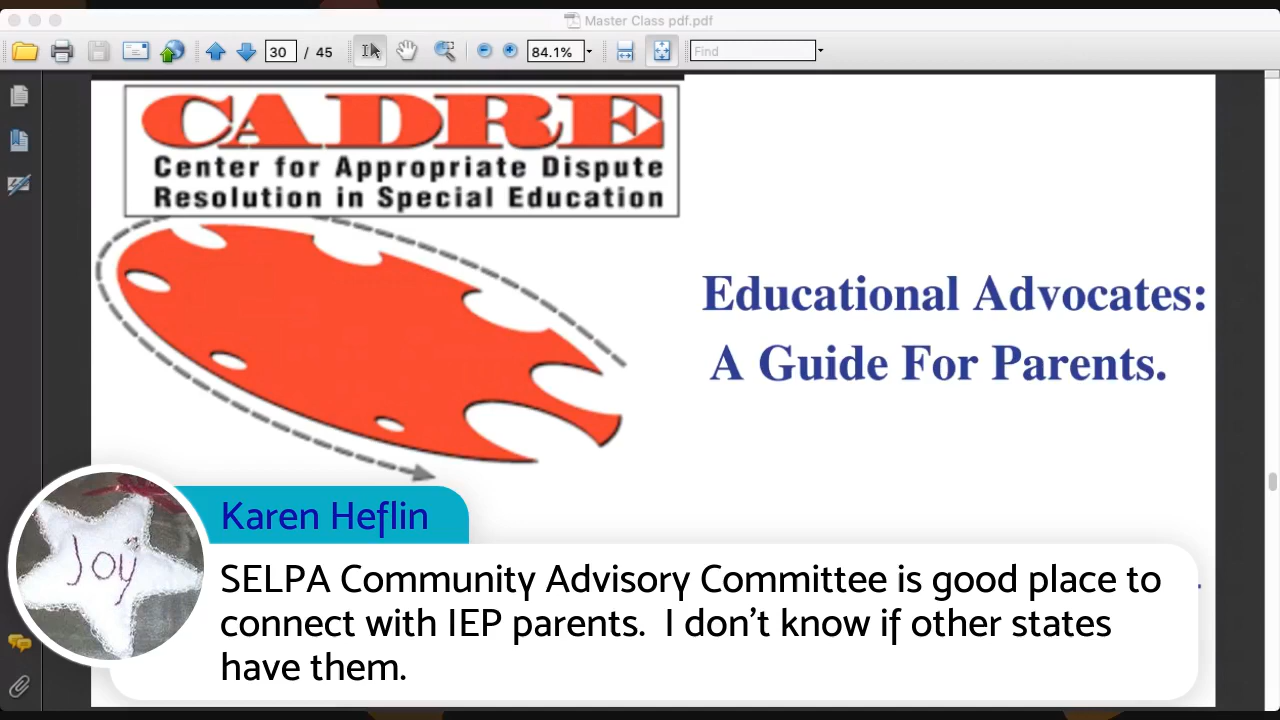 Master Class pdf.pdf
30 / 45
84.1%
Find
CADRE
Center for Appropriate Dispute
Resolution in Special Education
Educational Advocates:
A Guide For Parents.
Joy
Karen Heflin
SELPA Community Advisory Committee is good place to
connect with IEP parents.  I don't know if other states
have them.